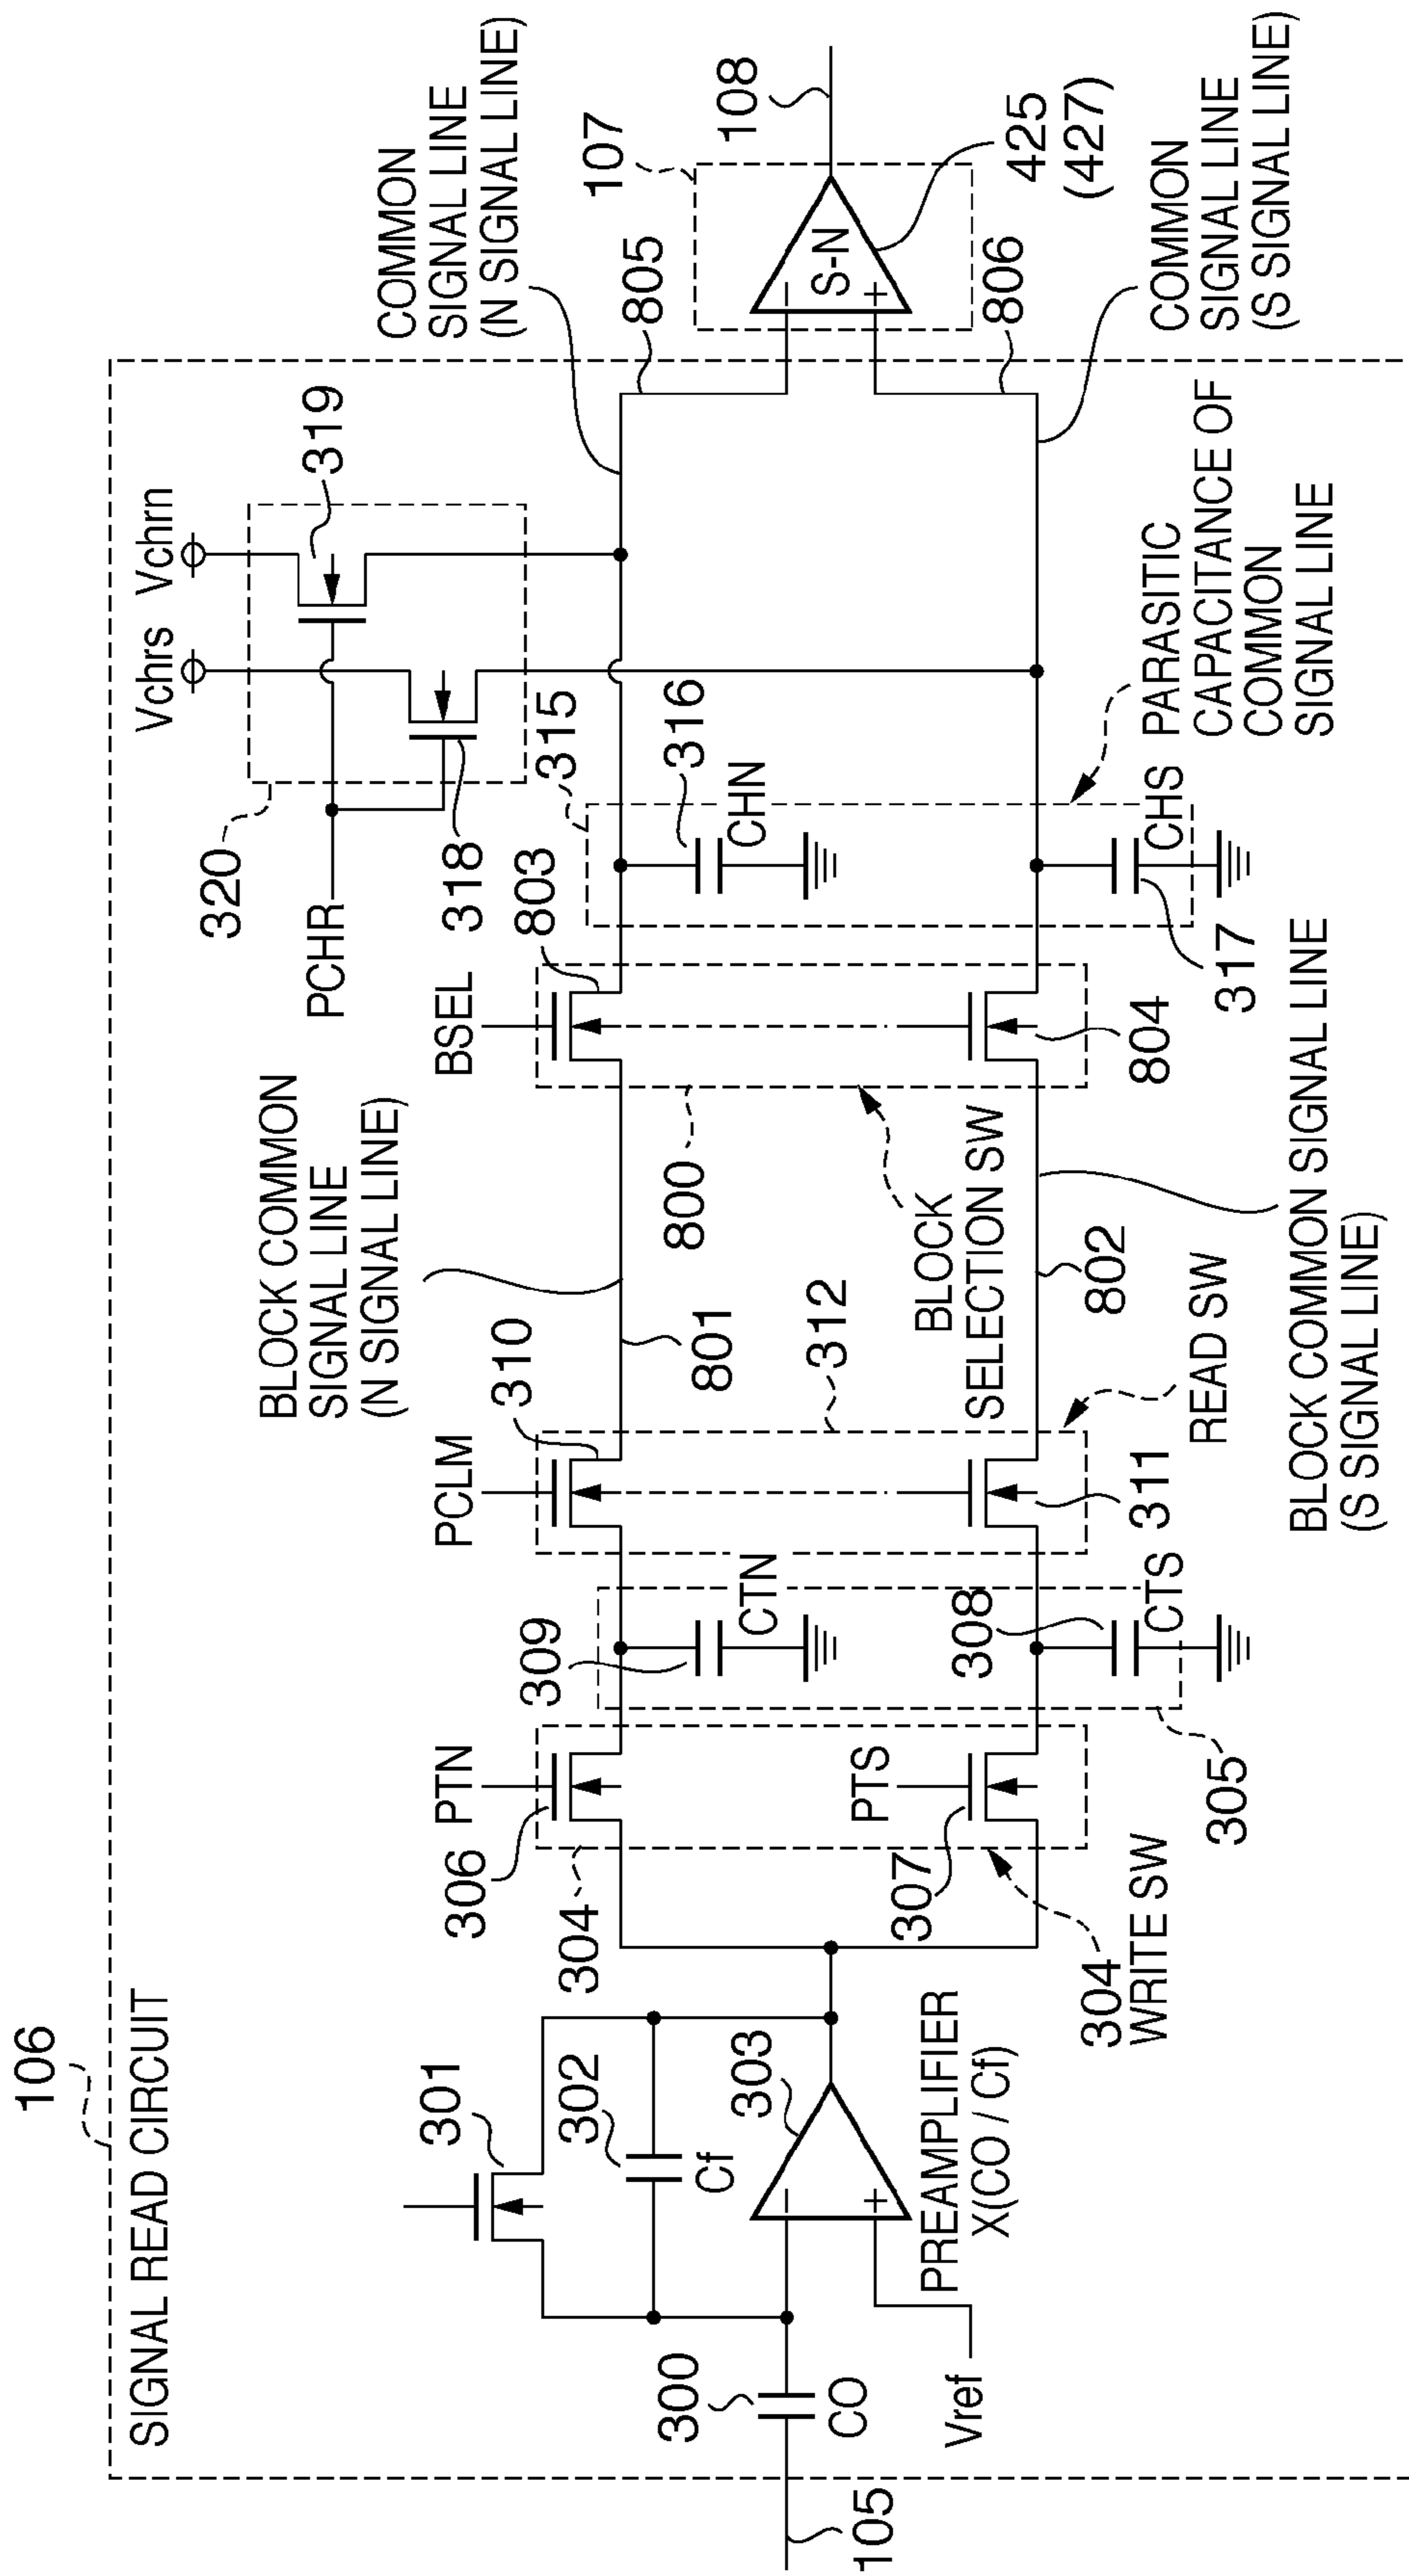 106
SIGNAL READ CIRCUIT
105
300
CO
301
302
Cf
303
PREAMPLIFIER
X(CO / Cf)
Vref
304
WRITE SW
304
306
PTN
307
PTS
305
309
CTN
308
CTS
PCLM
310
311
312
READ SW
801
802
BLOCK COMMON
SIGNAL LINE
(N SIGNAL LINE)
BLOCK COMMON SIGNAL LINE
(S SIGNAL LINE)
BSEL
803
804
800
BLOCK
SELECTION SW
315
316
CHN
317
CHS
PARASITIC
CAPACITANCE OF
COMMON
SIGNAL LINE
320
PCHR
318
319
Vchrs
Vchrn
COMMON
SIGNAL LINE
(N SIGNAL LINE)
805
806
COMMON
SIGNAL LINE
(S SIGNAL LINE)
107
−
S-N
+
425
(427)
108
−
+